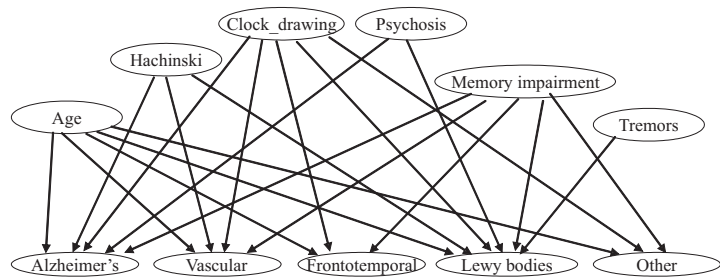 Clock_drawing
Psychosis
Hachinski
Memory impairment
Age
Tremors
Alzheimer's
Vascular
Frontotemporal
Lewy bodies
Other